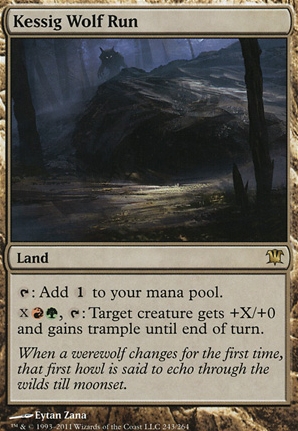 Kessig Wolf Run
Land
: Add 1 to your mana pool.
X, : Target creature gets +X/+0
and gains trample until end of turn.
When a werewolf changes for the first time,
that first howl is said to echo through the
wilds till moonset.
Eytan Zana
™ & © 1993–2011 Wizards of the Coast LLC 243/264